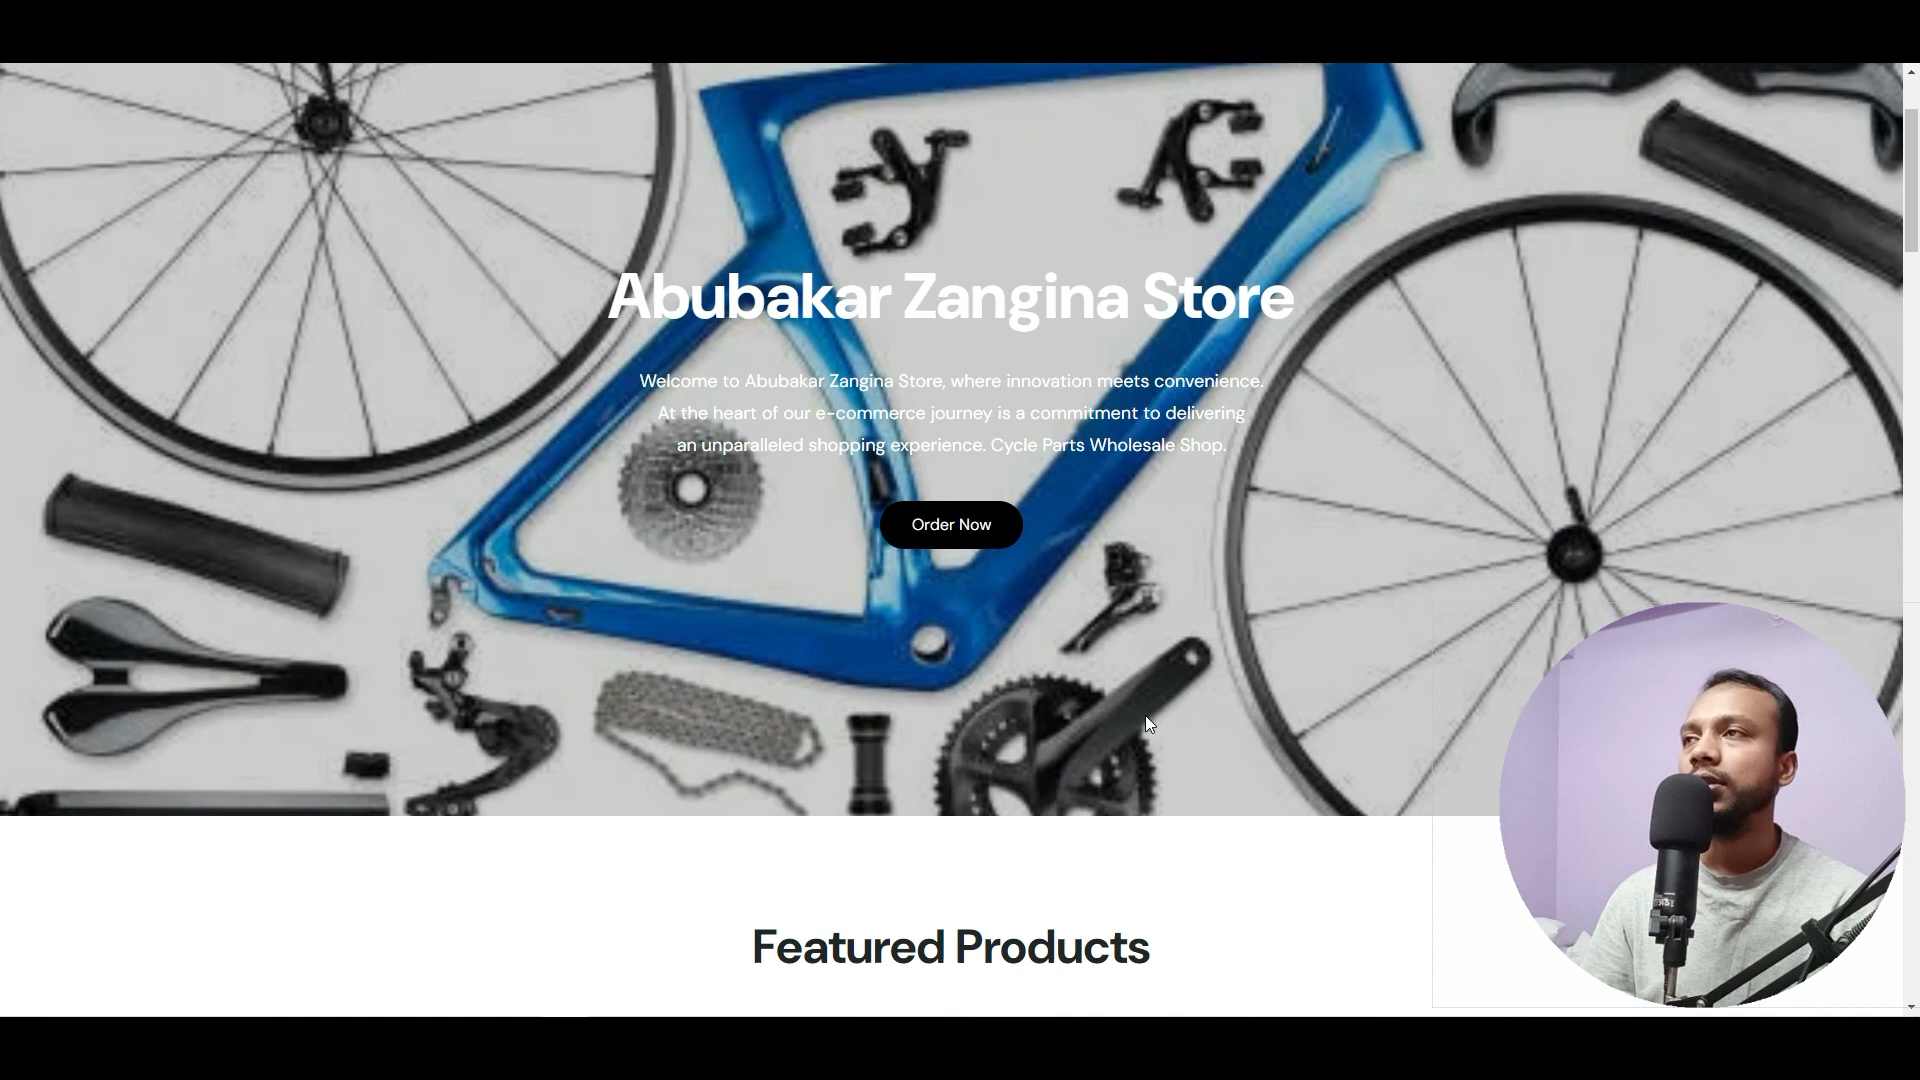 Abubakar Zangina Store
Welcome to Abubakar Zangina Store, where innovation meets convenience.
At the heart of our e-commerce journey is a commitment to delivering
an unparalleled shopping experience. Cycle Parts Wholesale Shop.
Order Now
Featured Products